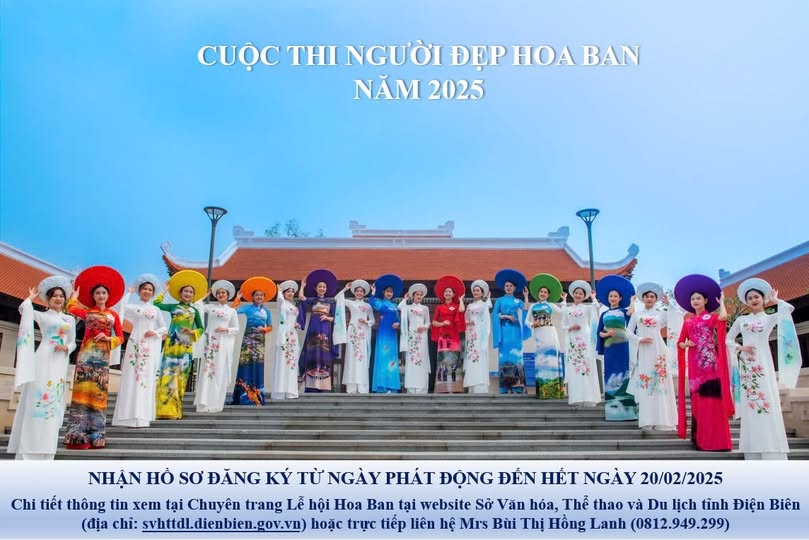 CUỘC THI NGƯỜI ĐẸP HOA BAN
NĂM 2025
NHẬN HỒ SƠ ĐĂNG KÝ TỪ NGÀY PHÁT ĐỘNG ĐẾN HẾT NGÀY 20/02/2025
Chi tiết thông tin xem tại Chuyên trang Lễ hội Hoa Ban tại website Sở Văn hóa, Thể thao và Du lịch tỉnh Điện Biên
(địa chỉ: svhttdl.dienbien.gov.vn) hoặc trực tiếp liên hệ Mrs Bùi Thị Hồng Lanh (0812.949.299)